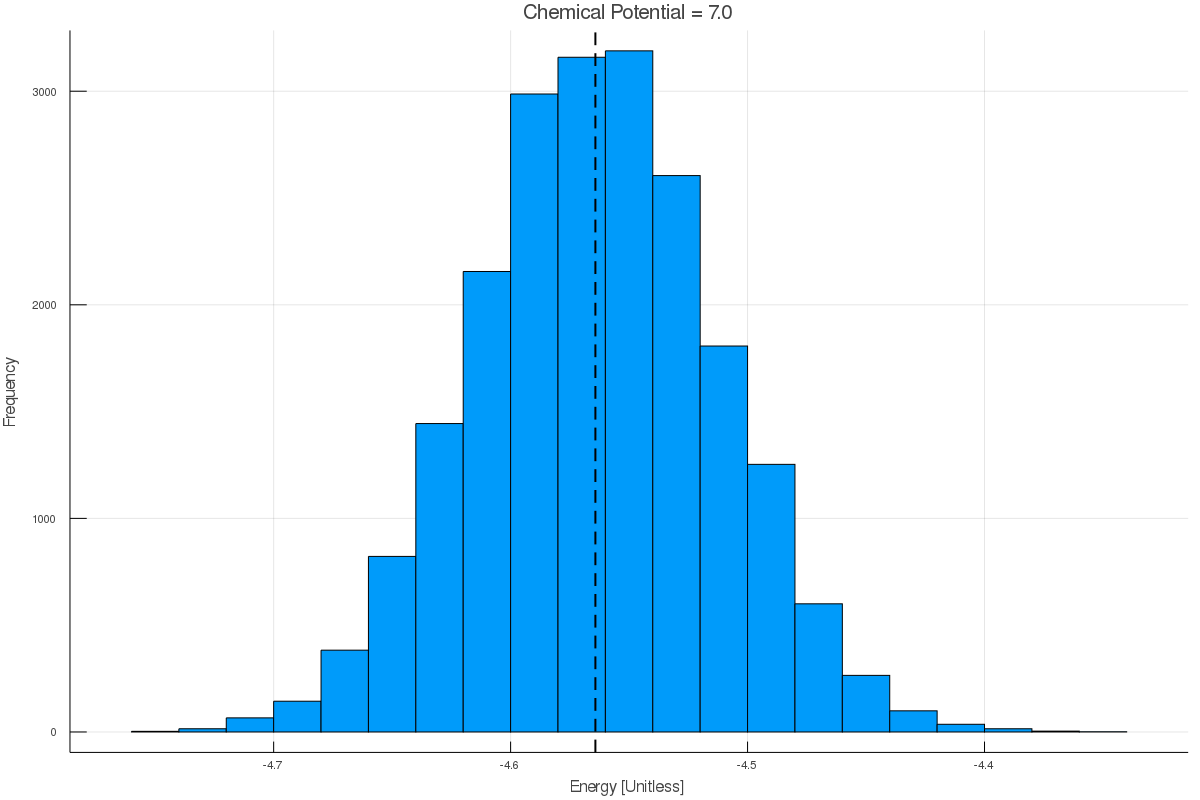 Chemical Potential = 7.0
3000
2000
1000
0
Frequency
-4.7
-4.6
-4.5
-4.4
Energy [Unitless]